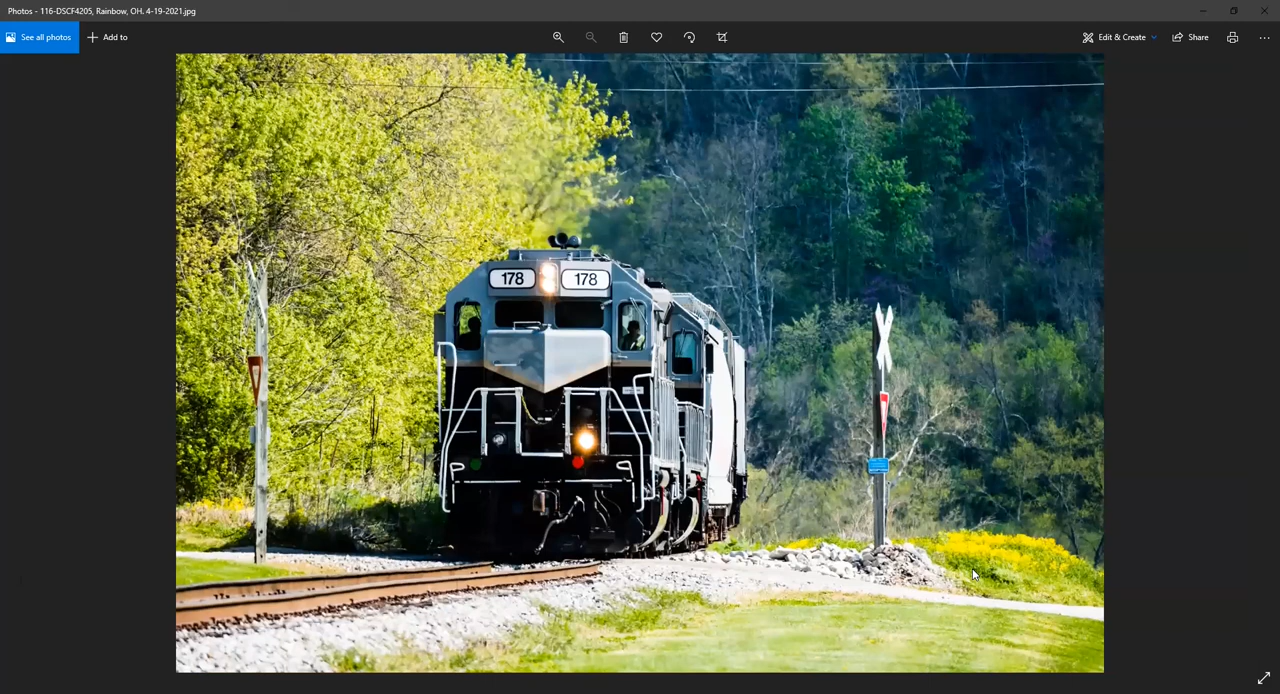 Photos - 116-DSCF4205, Rainbow, OH. 4-19-2021.jpg
See all photos
Add to
Edit & Create
Share
178
178